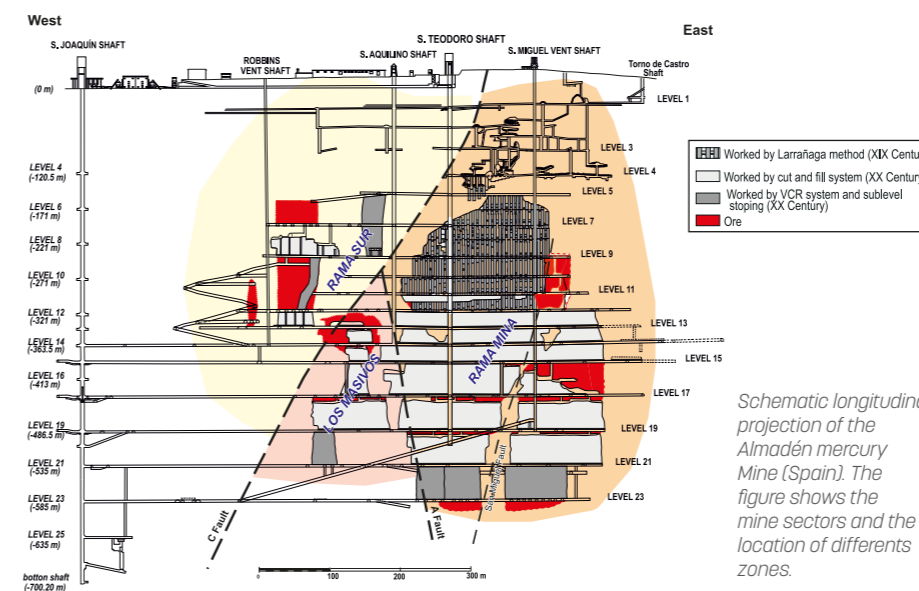 West
East
S. JOAQUÍN SHAFT
ROBBINS
VENT SHAFT
S. AQUILINO SHAFT
S. TEODORO SHAFT
S. MIGUEL VENT SHAFT
Torno de Castro
Shaft
(0 m)
LEVEL 4
(-120.5 m)
LEVEL 6
(-171 m)
LEVEL 8
(-221 m)
LEVEL 10
(-271 m)
LEVEL 12
(-321 m)
LEVEL 14
(-363.5 m)
LEVEL 16
(-413 m)
LEVEL 19
(-486.5 m)
LEVEL 21
(-535 m)
LEVEL 23
(-585 m)
LEVEL 25
(-635 m)
botton shaft
(-700.20 m)
LEVEL 1
LEVEL 3
LEVEL 4
LEVEL 5
LEVEL 7
LEVEL 9
LEVEL 11
LEVEL 13
LEVEL 15
LEVEL 17
LEVEL 19
LEVEL 21
LEVEL 23
RAMA SUR
LOS MASIVOS
RAMA MINA
C Fault
A Fault
San Miguel Fault
0 100 200 300 m
Worked by Larrañaga method (XIX Centu
Worked by cut and fill system (XX Century
Worked by VCR system and sublevel
stoping (XX Century)
Ore
Schematic longitudinal
projection of the
Almadén mercury
Mine (Spain). The
figure shows the
mine sectors and the
location of differents
zones.